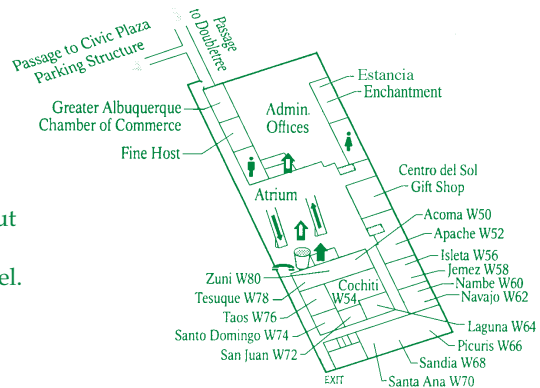 Passage to Civic Plaza
Parking Structure
Passage
to Doubletree
Estancia
Enchantment
Greater Albuquerque
Chamber of Commerce
Admin.
Offices
Fine Host
Centro del Sol
Gift Shop
Atrium
Acoma W50
Apache W52
ut
Isleta W56
Jemez W58
el.
Zuni W80
Cochiti
W54
Nambe W60
Tesuque W78
Navajo W62
Taos W76
Santo Domingo W74
Laguna W64
San Juan W72
Picuris W66
Sandia W68
EXIT
Santa Ana W70